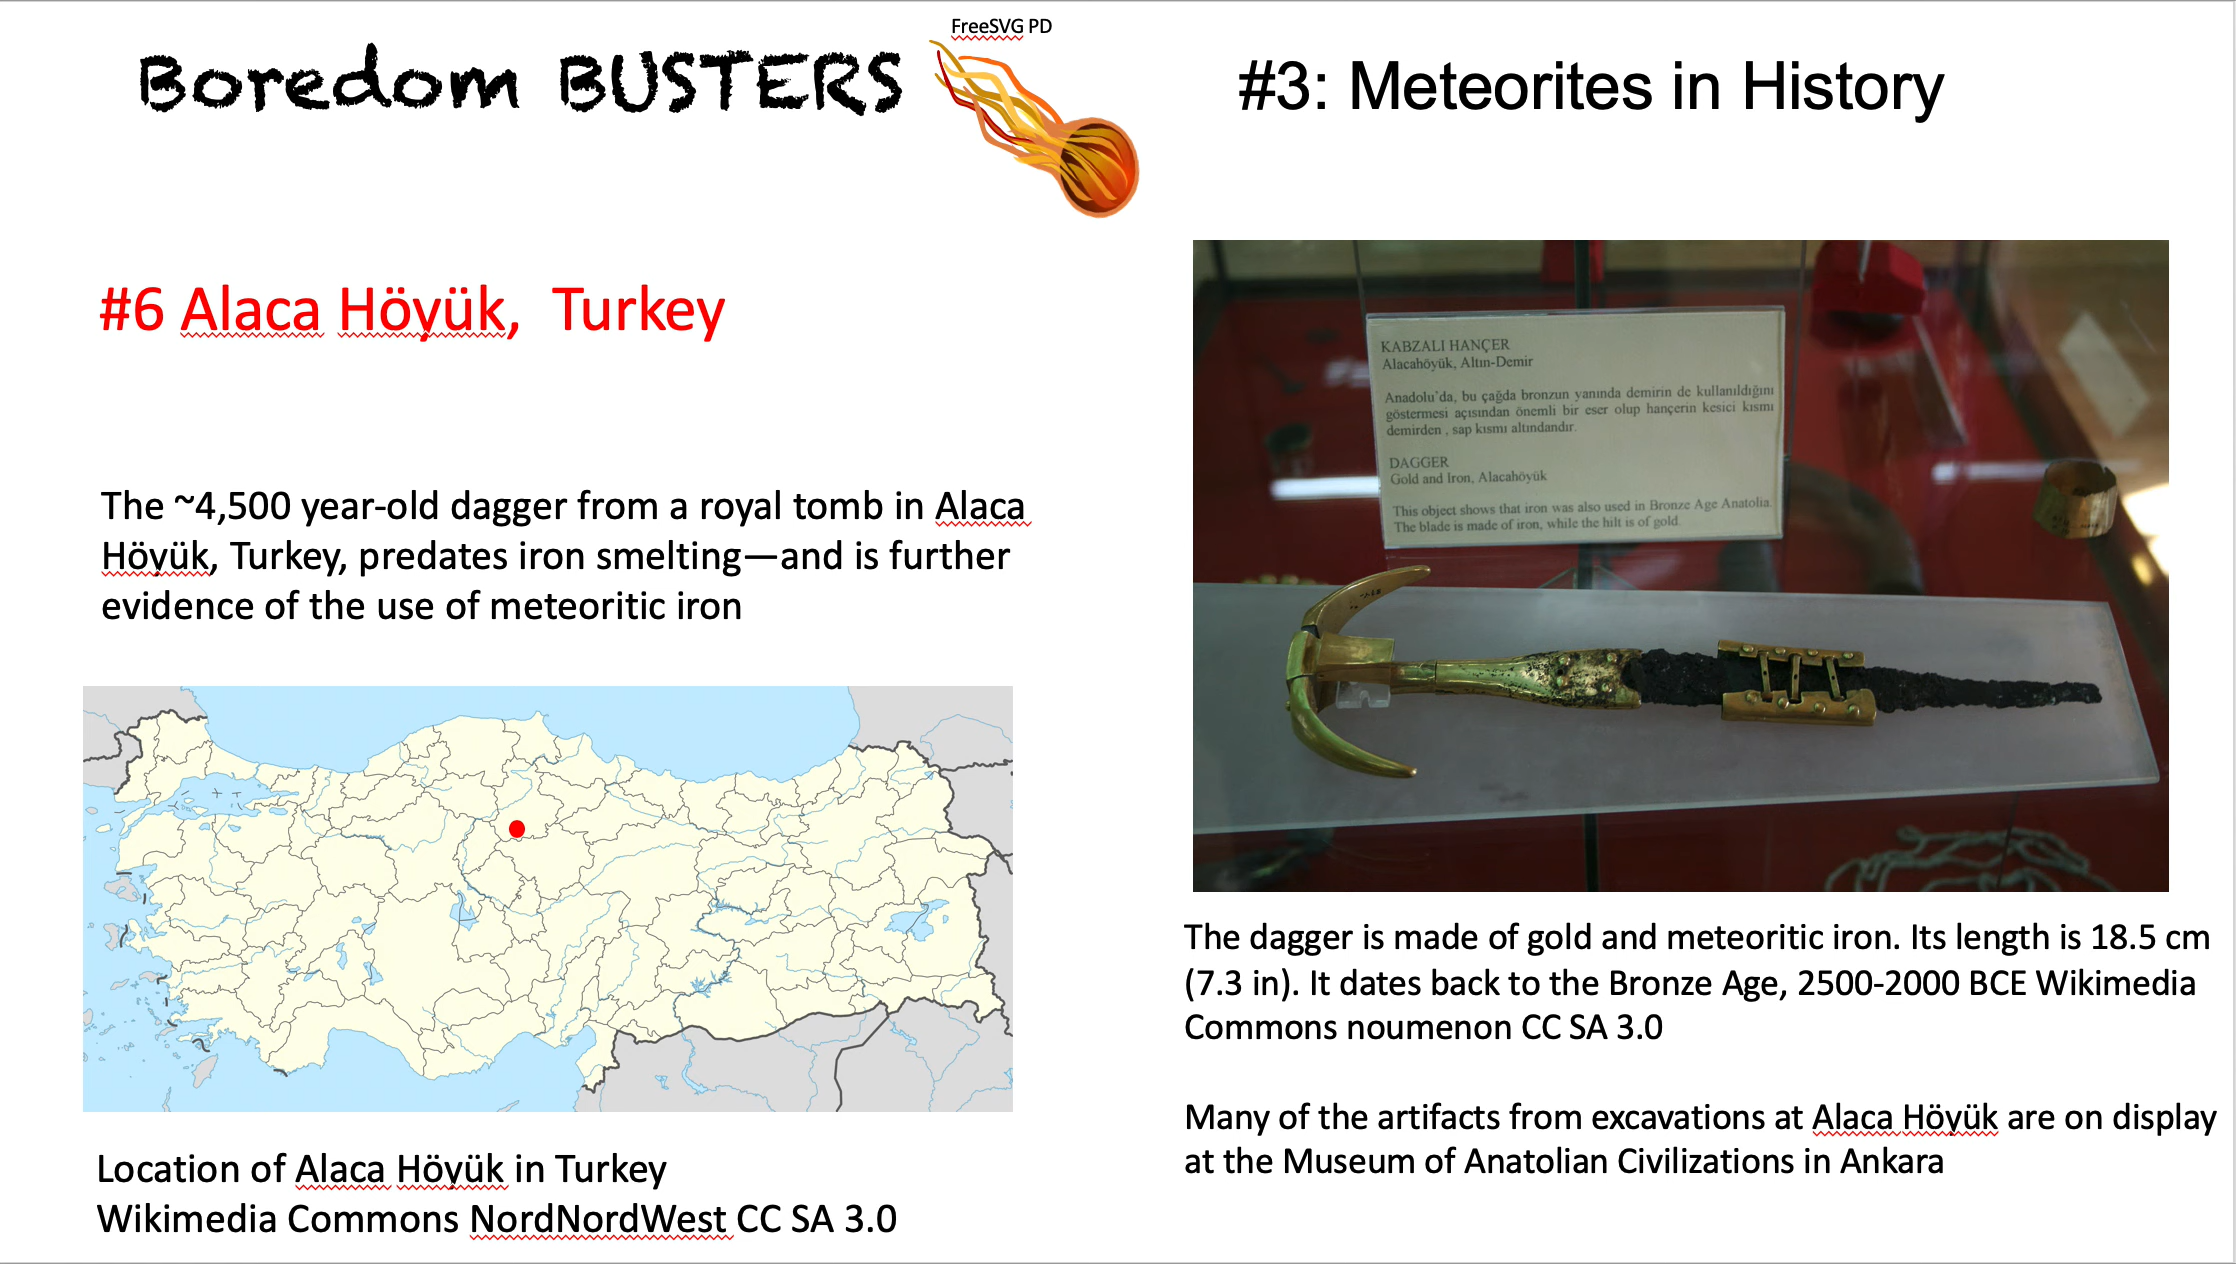 FreeSVG PD
Boredom BUSTERS
#3: Meteorites in History
#6 Alaca Höyük,  Turkey
The ~4,500 year-old dagger from a royal tomb in Alaca
Höyük, Turkey, predates iron smelting—and is further
evidence of the use of meteoritic iron
Location of Alaca Höyük in Turkey
Wikimedia Commons NordNordWest CC SA 3.0
KABZALI HANÇER
Alacahöyük, Altın-Demir
Anadolu'da, bu çağda bronzun yanında demirin de kullanıldığını
göstermesi açısından önemli bir eser olup hançerin kesici kısmı
demirden , sap kısmı altındandır.
DAGGER
Gold and Iron, Alacahöyük
This object shows that iron was also used in Bronze Age Anatolia
The blade is made of iron, while the hilt is of gold.
The dagger is made of gold and meteoritic iron. Its length is 18.5 cm
(7.3 in). It dates back to the Bronze Age, 2500-2000 BCE Wikimedia
Commons noumenon CC SA 3.0
Many of the artifacts from excavations at Alaca Höyük are on display
at the Museum of Anatolian Civilizations in Ankara